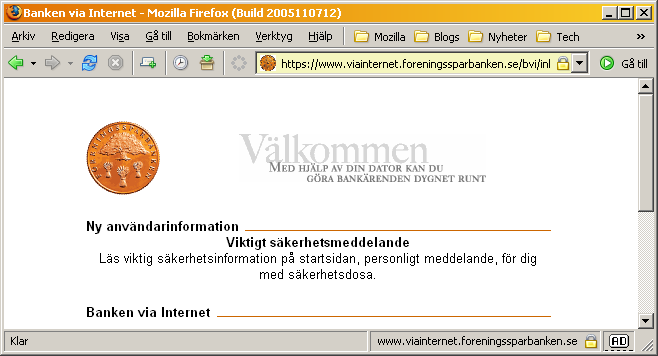 Banken via Internet - Mozilla Firefox (Build 2005110712)
Arkiv Redigera Visa Gå till Bokmärken Verktyg Hjälp Mozilla Blogs Nyheter Tech »
https://www.viainternet.foreningssparbanken.se/bvi/inl Gå till
FÖRENINGSSPARBANKEN
Välkommen
MED HJÄLP AV DIN DATOR KAN DU
GÖRA BANKÄRENDEN DYGNET RUNT
Ny användarinformation
Viktigt säkerhetsmeddelande
Läs viktig säkerhetsinformation på startsidan, personligt meddelande, för dig
med säkerhetsdosa.
Banken via Internet
Klar www.viainternet.foreningssparbanken.se AD